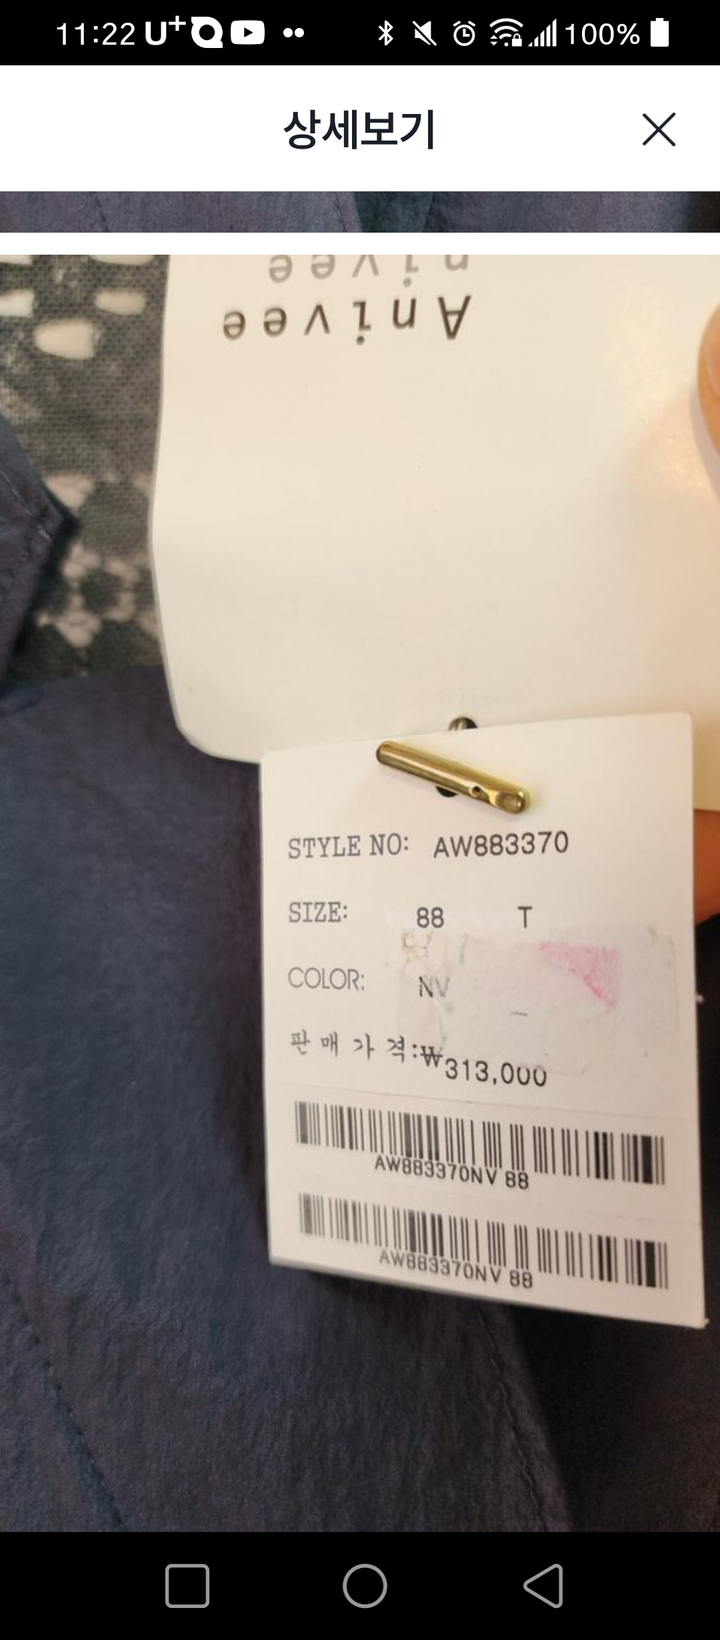 11:22 U+ 100%
상세보기
nivee
Anivee
STYLE NO: AW883370
SIZE: 88 T
COLOR: NV
판매가격:₩313,000
AW883370NV 88
AW883370NV 88